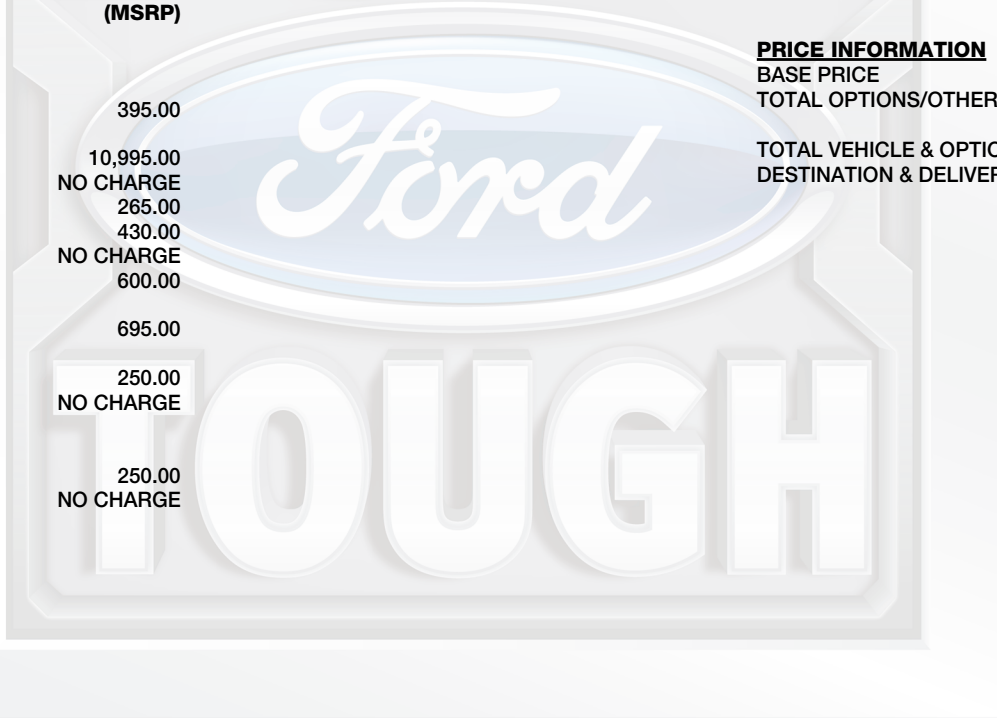 (MSRP)
395.00
10,995.00
NO CHARGE
265.00
430.00
NO CHARGE
600.00
695.00
250.00
NO CHARGE
250.00
NO CHARGE
PRICE INFORMATION
BASE PRICE
TOTAL OPTIONS/OTHER
TOTAL VEHICLE & OPTIO
DESTINATION & DELIVER
Ford
TOUGH